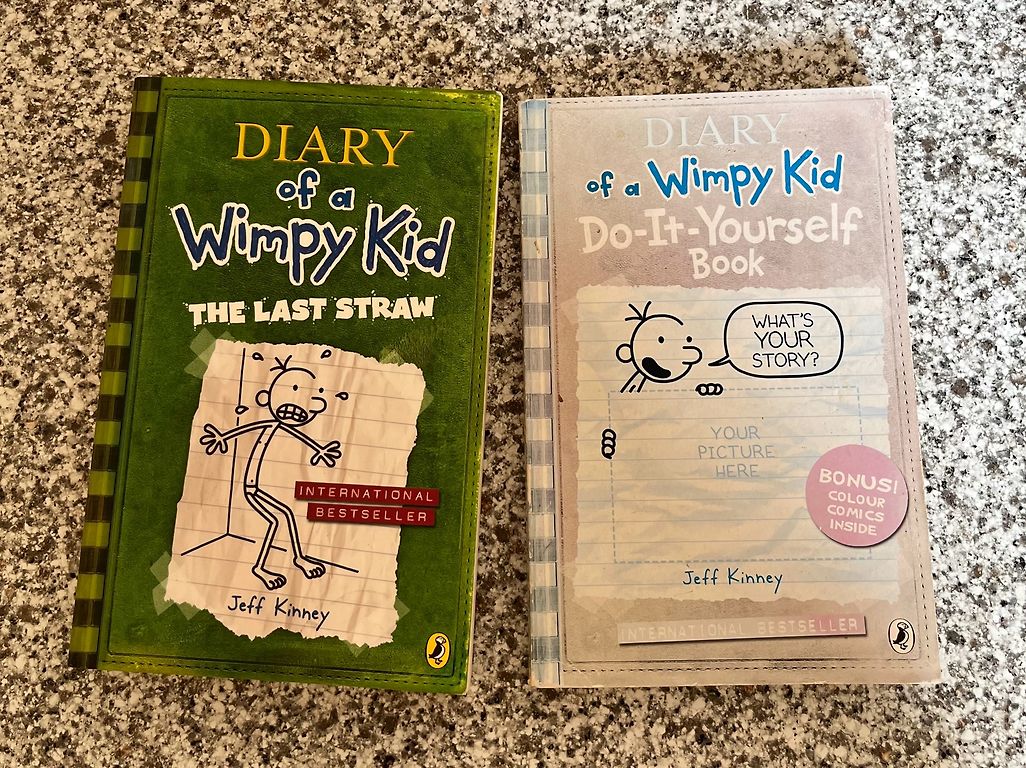 DIARY
of a
Wimpy Kid
THE LAST STRAW
INTERNATIONAL
BESTSELLER
Jeff Kinney
DIARY
of a Wimpy Kid
Do-It-Yourself
Book
WHAT'S
YOUR
STORY?
YOUR
PICTURE
HERE
BONUS!
COLOUR
COMICS
INSIDE
Jeff Kinney
INTERNATIONAL BESTSELLER